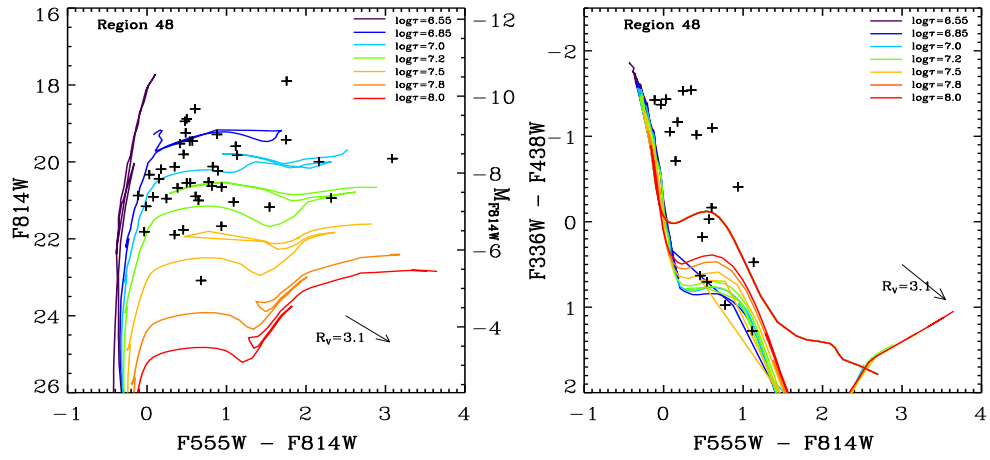 Region 48
logτ=6.55
logτ=6.85
logτ=7.0
logτ=7.2
logτ=7.5
logτ=7.8
logτ=8.0
16
18
20
22
24
26
F814W
−12
−10
−8
−6
−4
M_F814W
R_V=3.1
−1 0 1 2 3 4
F555W − F814W
Region 48
logτ=6.55
logτ=6.85
logτ=7.0
logτ=7.2
logτ=7.5
logτ=7.8
logτ=8.0
−2
−1
0
1
2
F336W − F438W
R_V=3.1
−1 0 1 2 3 4
F555W − F814W